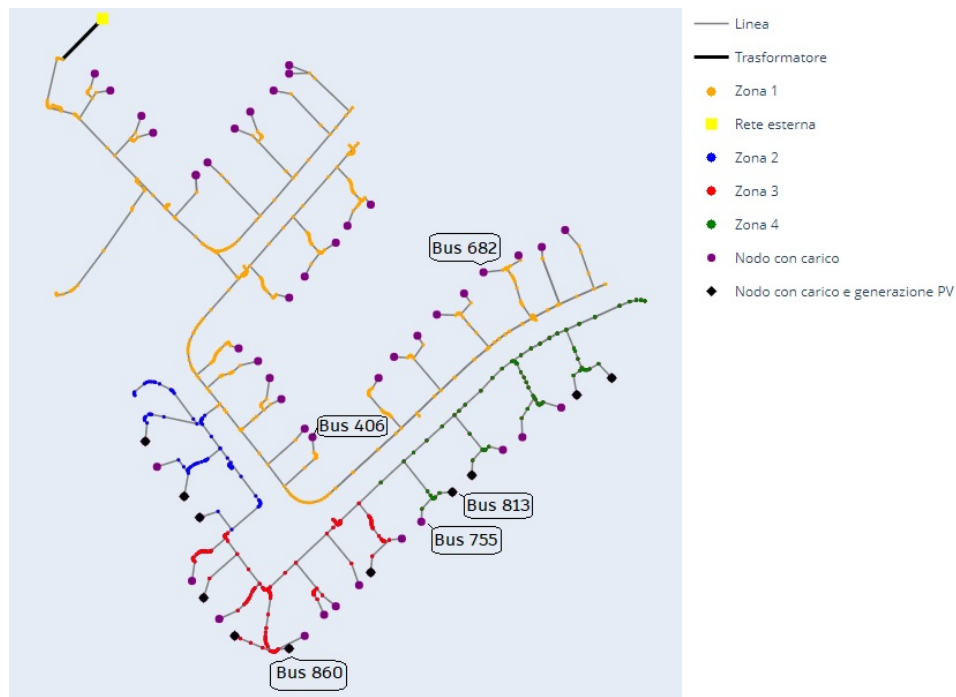 Linea
Trasformatore
Zona 1
Rete esterna
Zona 2
Zona 3
Zona 4
Nodo con carico
Nodo con carico e generazione PV
Bus 682
Bus 406
Bus 813
Bus 755
Bus 860